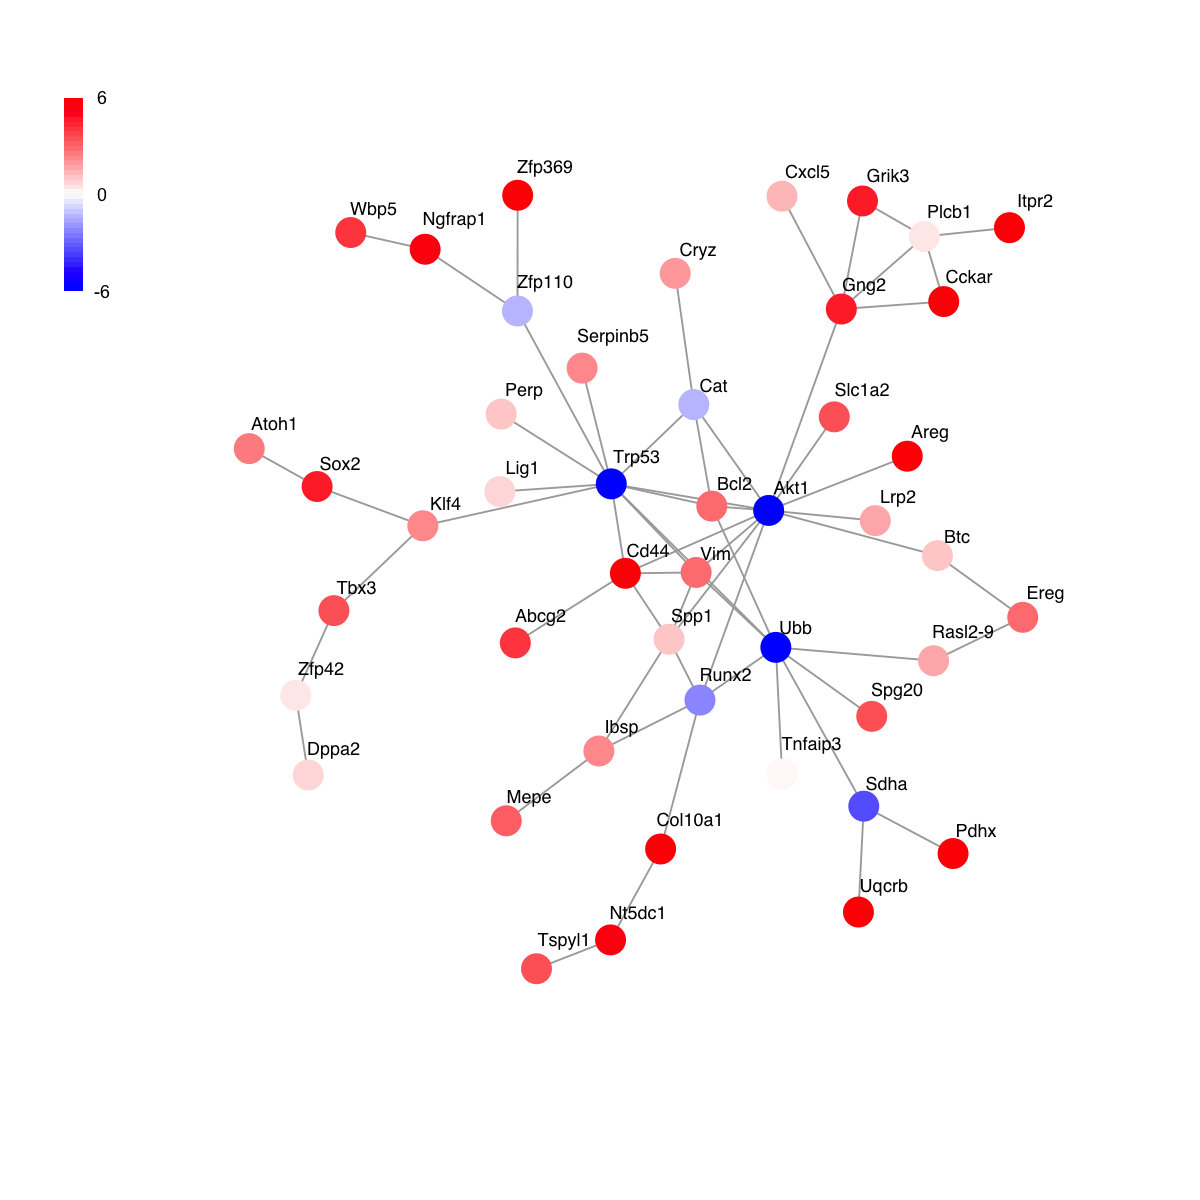 6
0
-6
Zfp369
Wbp5
Ngfrap1
Zfp110
Cxcl5
Grik3
Plcb1
Itpr2
Cryz
Gng2
Cckar
Serpinb5
Perp
Cat
Slc1a2
Atoh1
Sox2
Lig1
Trp53
Bcl2
Akt1
Areg
Klf4
Lrp2
Btc
Cd44
Vim
Tbx3
Abcg2
Spp1
Ubb
Ereg
Rasl2-9
Zfp42
Runx2
Spg20
Dppa2
Ibsp
Tnfaip3
Mepe
Sdha
Col10a1
Pdhx
Uqcrb
Nt5dc1
Tspyl1